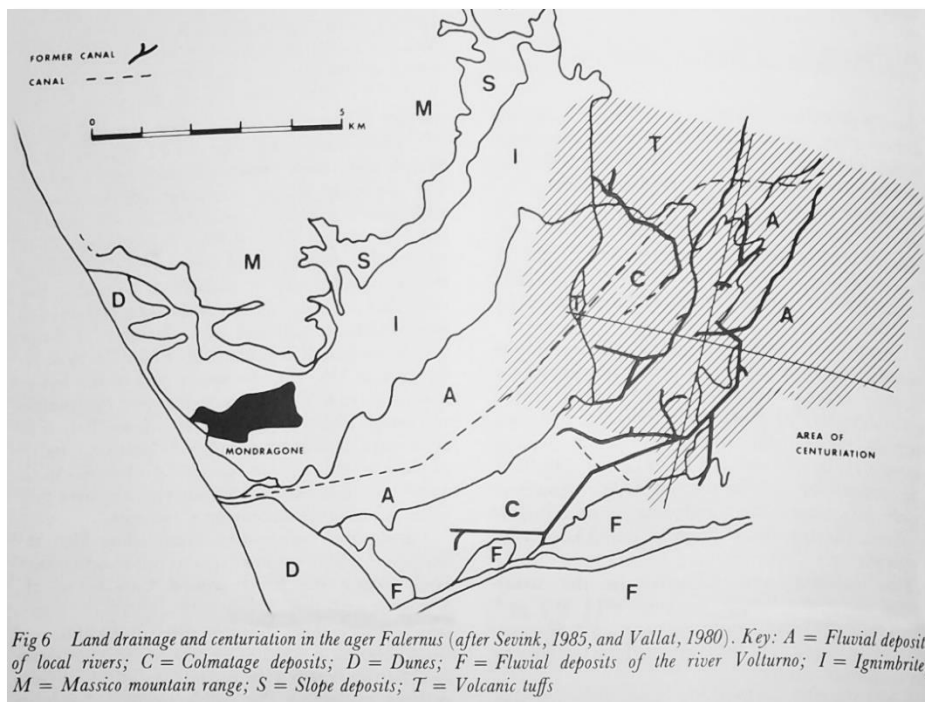 FORMER CANAL
CANAL
0 5
KM
M
S
I
T
M
S
A
C
D
T
I
A
A
MONDRAGONE
AREA OF
CENTURIATION
A
C
F
D
F
F
F
Fig 6 Land drainage and centuriation in the ager Falernus (after Sevink, 1985, and Vallat, 1980). Key: A = Fluvial deposit
of local rivers; C = Colmatage deposits; D = Dunes; F = Fluvial deposits of the river Volturno; I = Ignimbrite
M = Massico mountain range; S = Slope deposits; T = Volcanic tuffs